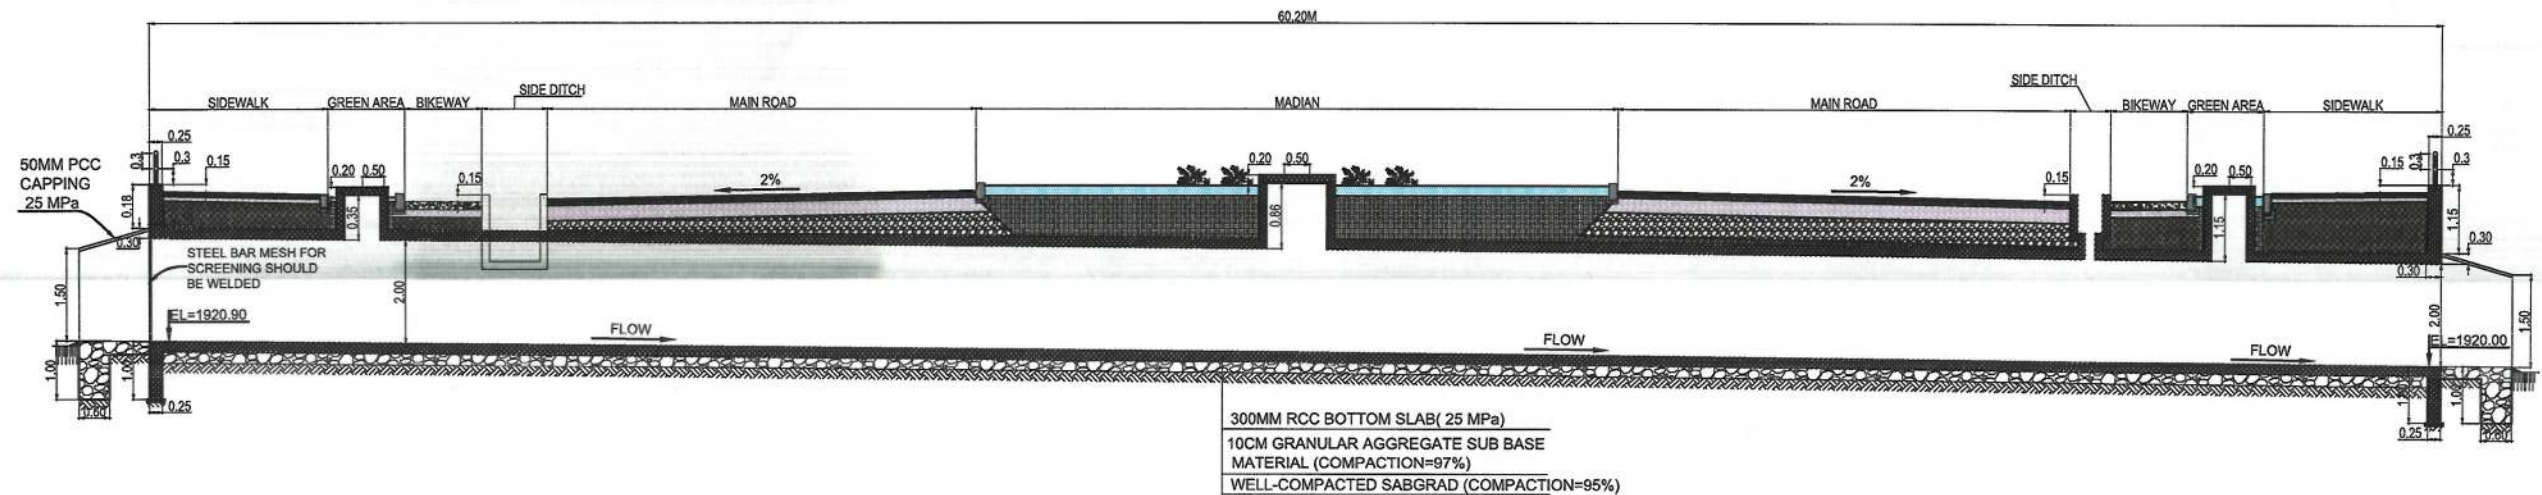 60.20M
SIDE DITCH
SIDE DITCH
SIDEWALK
GREEN AREA
BIKEWAY
MAIN ROAD
MADIAN
MAIN ROAD
BIKEWAY
GREEN AREA
SIDEWALK
0.25
0.3
0.3
0.15
0.20
0.50
0.15
2%
0.20
0.50
2%
0.15
0.20
0.50
0.15
0.3
0.3
0.25
50MM PCC
CAPPING
25 MPa
0.18
0.30
0.35
0.86
1.15
1.15
0.30
0.30
STEEL BAR MESH FOR
SCREENING SHOULD
BE WELDED
1.50
2.00
2.00
1.50
EL=1920.90
FLOW
FLOW
FLOW
EL=1920.00
1.00
1.00
0.60
0.25
1.00
0.25
0.60
300MM RCC BOTTOM SLAB( 25 MPa)
10CM GRANULAR AGGREGATE SUB BASE
MATERIAL (COMPACTION=97%)
WELL-COMPACTED SABGRAD (COMPACTION=95%)